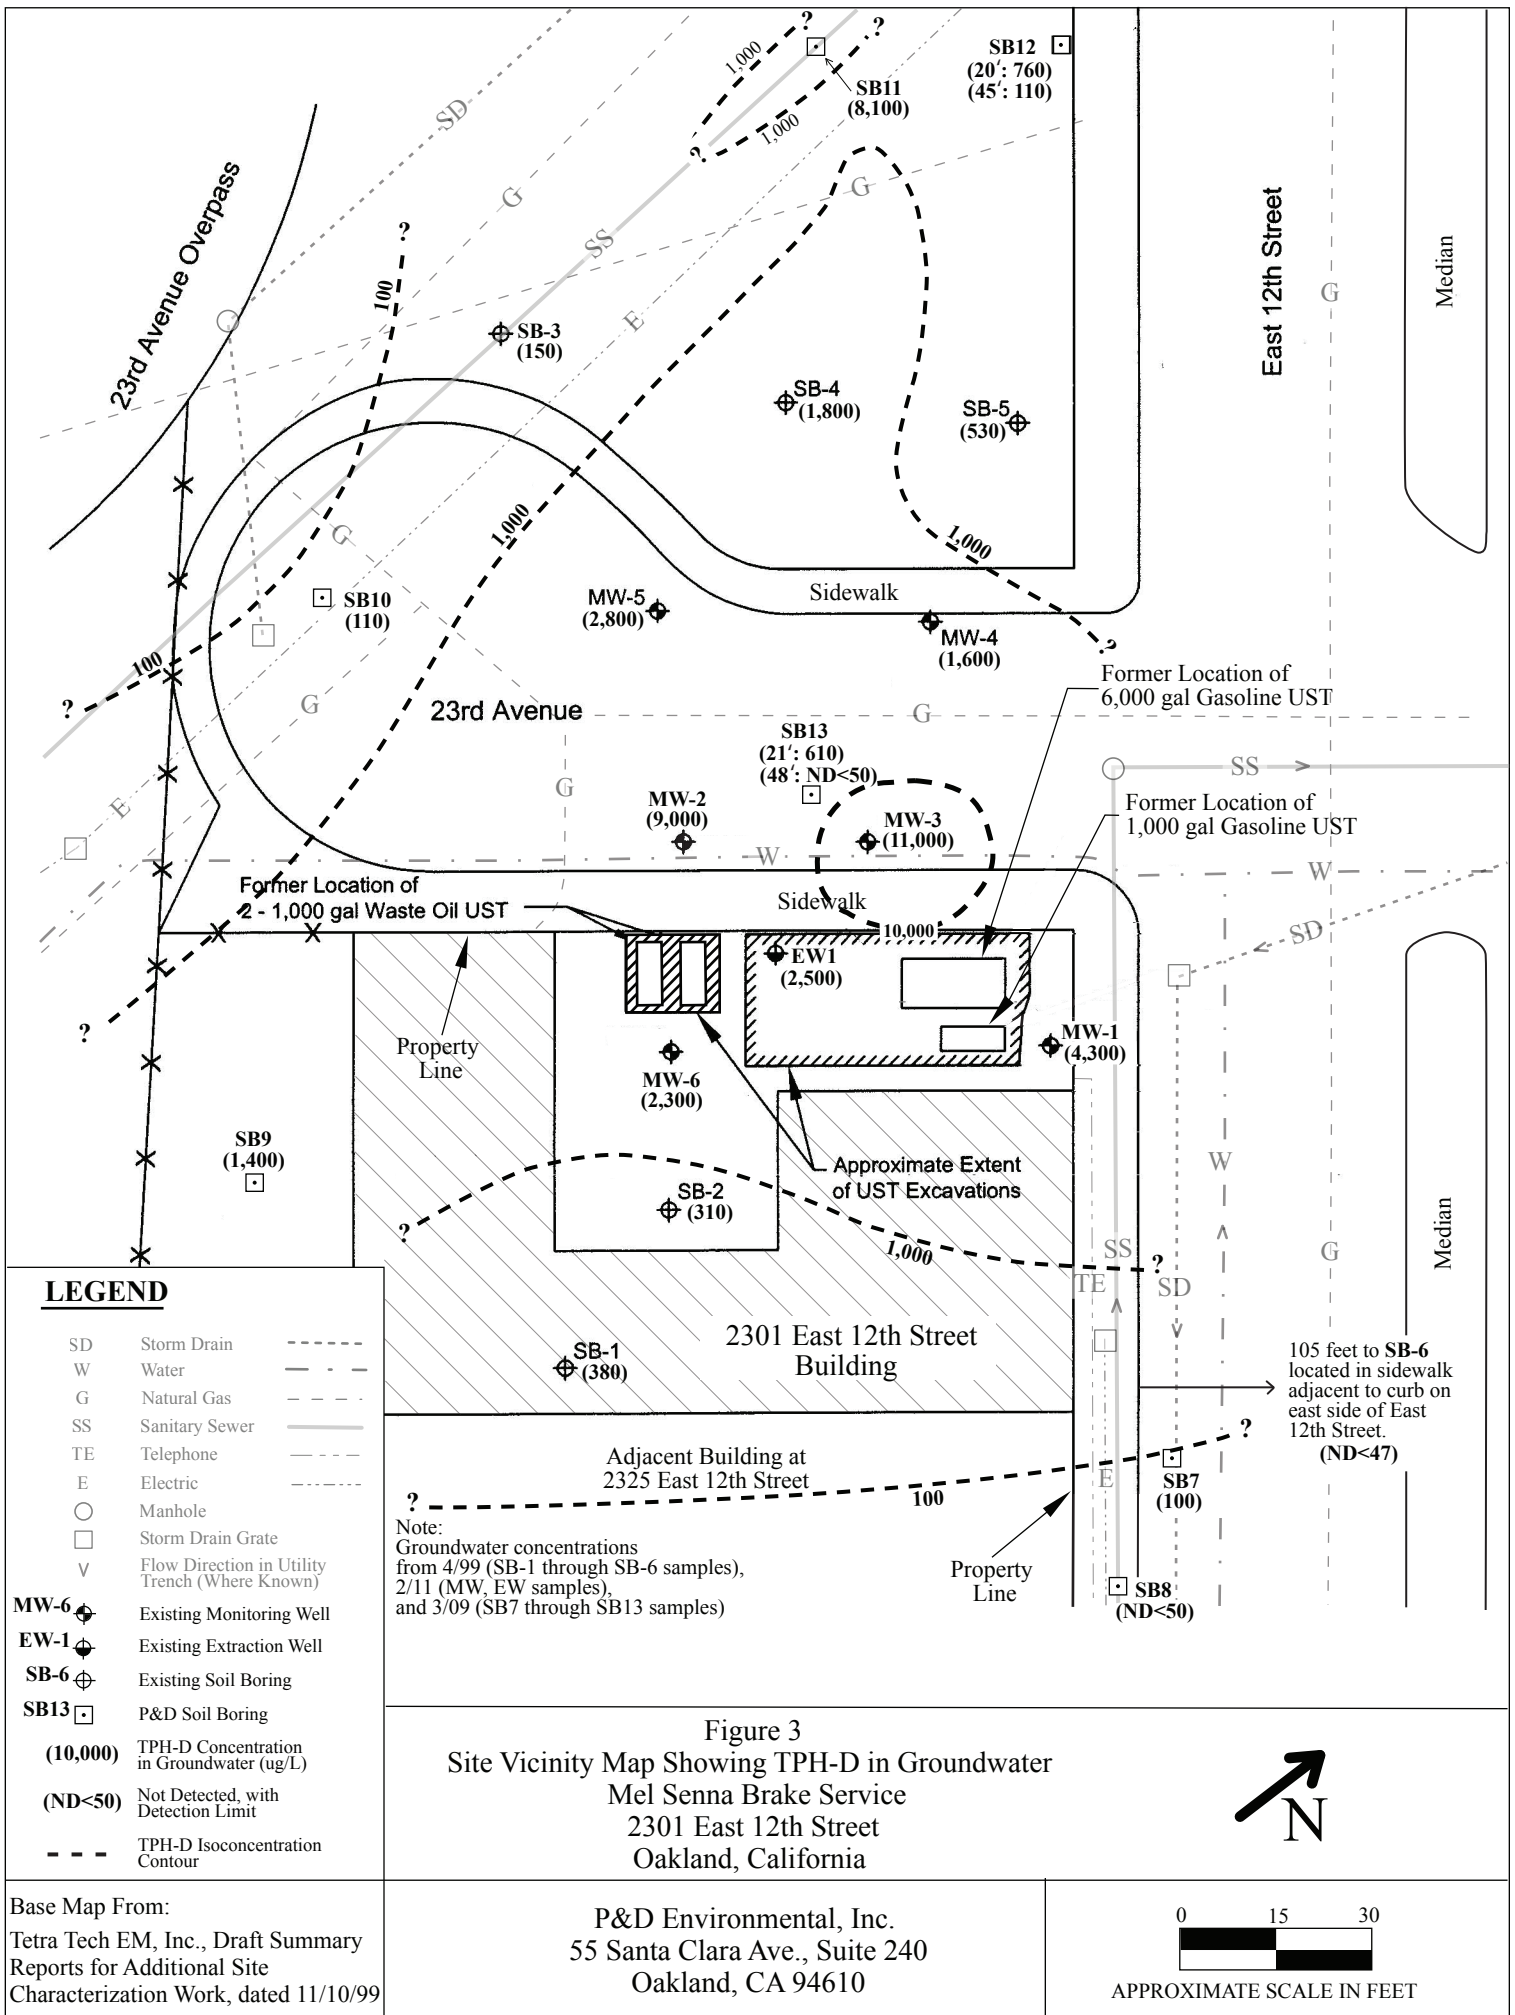 ?
?
1,000
SB11
(8,100)
1,000
?
SB12
(20': 760)
(45': 110)
SD
G
SS
G
E
23rd Avenue Overpass
?
100
East 12th Street
G
Median
SB-3
(150)
SB-4
(1,800)
SB-5
(530)
1,000
1,000
G
SB10
(110)
MW-5
(2,800)
Sidewalk
MW-4
(1,600)
?
100
?
G
E
23rd Avenue
G
G
Former Location of
6,000 gal Gasoline UST
SB13
(21': 610)
(48': ND<50)
SS
MW-2
(9,000)
MW-3
(11,000)
Former Location of
1,000 gal Gasoline UST
W
W
Former Location of
2 - 1,000 gal Waste Oil UST
Sidewalk
10,000
SD
EW1
(2,500)
?
Property
Line
MW-6
(2,300)
MW-1
(4,300)
SB9
(1,400)
Approximate Extent
of UST Excavations
W
SB-2
(310)
?
1,000
?
SS
G
Median
TE
SD
SB-1
(380)
2301 East 12th Street
Building
105 feet to SB-6
located in sidewalk
adjacent to curb on
east side of East
12th Street.
(ND<47)
Adjacent Building at
2325 East 12th Street
?
100
?
E
SB7
(100)
Property
Line
SB8
(ND<50)
Note:
Groundwater concentrations
from 4/99 (SB-1 through SB-6 samples),
2/11 (MW, EW samples),
and 3/09 (SB7 through SB13 samples)
LEGEND
SD Storm Drain
W Water
G Natural Gas
SS Sanitary Sewer
TE Telephone
E Electric
Manhole
Storm Drain Grate
Flow Direction in Utility
Trench (Where Known)
MW-6 Existing Monitoring Well
EW-1 Existing Extraction Well
SB-6 Existing Soil Boring
SB13 P&D Soil Boring
(10,000) TPH-D Concentration
in Groundwater (ug/L)
(ND<50) Not Detected, with
Detection Limit
TPH-D Isoconcentration
Contour
Figure 3
Site Vicinity Map Showing TPH-D in Groundwater
Mel Senna Brake Service
2301 East 12th Street
Oakland, California
N
Base Map From:
Tetra Tech EM, Inc., Draft Summary
Reports for Additional Site
Characterization Work, dated 11/10/99
P&D Environmental, Inc.
55 Santa Clara Ave., Suite 240
Oakland, CA 94610
0 15 30
APPROXIMATE SCALE IN FEET